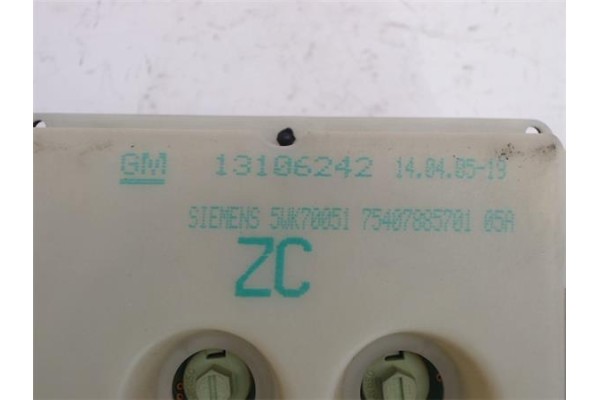 GM 13106242 14.04.05-19
SIEMENS 5WK70051 75407885701 05A
ZC